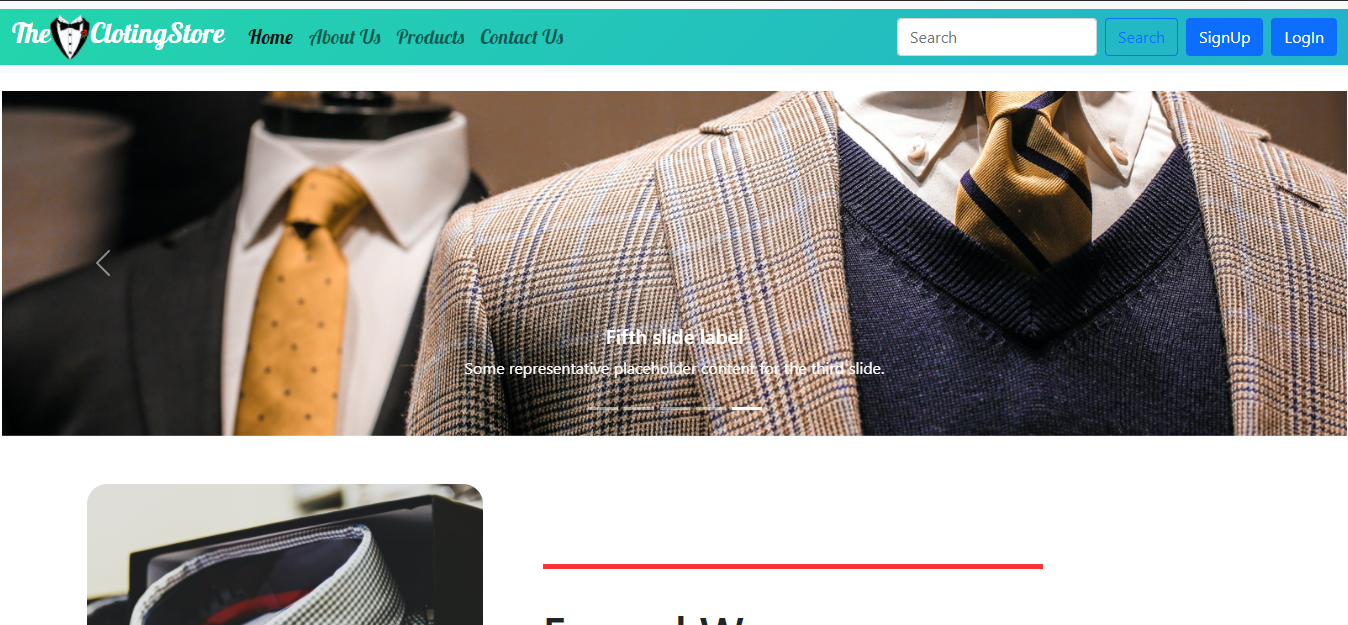 The ClotingStore Home About Us Products Contact Us Search Search SignUp LogIn
Fifth slide label
Some representative placeholder content for the third slide.